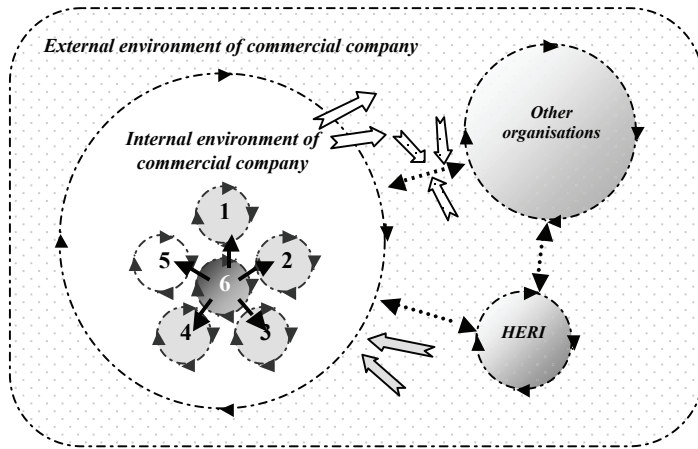 External environment of commercial company
Other
organisations
Internal environment of
commercial company
1
5
2
6
4
3
HERI